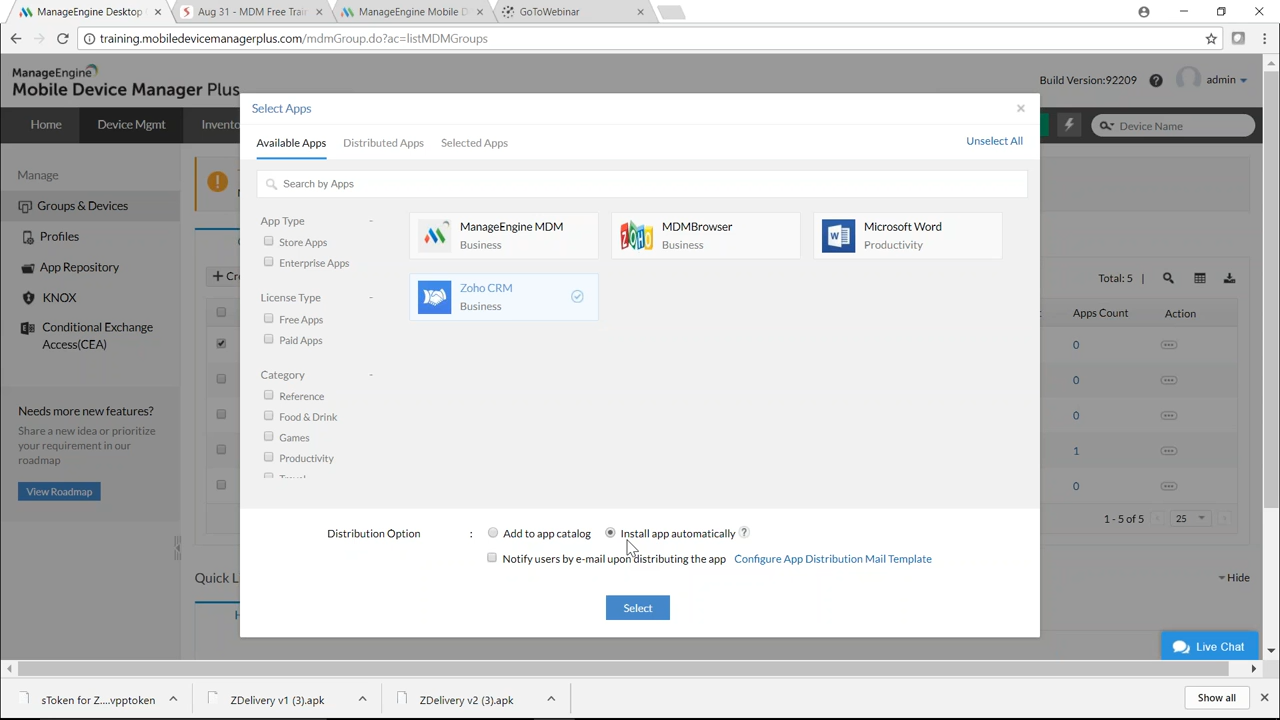 ManageEngine Desktop
Aug 31 - MDM Free Trai
ManageEngine Mobile D
GoToWebinar
training.mobiledevicemanagerplus.com/mdmGroup.do?ac=listMDMGroups
ManageEngine
Mobile Device Manager Plus
Build Version:92209
admin
Home
Device Mgmt
Invento
Device Name
Manage
Groups & Devices
Profiles
App Repository
KNOX
Conditional Exchange
Access(CEA)
Needs more new features?
Share a new idea or prioritize
your requirement in our
roadmap
View Roadmap
Select Apps
Available Apps
Distributed Apps
Selected Apps
Unselect All
Search by Apps
App Type -
Store Apps
Enterprise Apps
License Type -
Free Apps
Paid Apps
Category -
Reference
Food & Drink
Games
Productivity
Travel
ManageEngine MDM
Business
ZOHO
MDMBrowser
Business
Microsoft Word
Productivity
Zoho CRM
Business
Distribution Option :
Add to app catalog
Install app automatically ?
Notify users by e-mail upon distributing the app
Configure App Distribution Mail Template
Select
+ Cre
Total: 5
Apps Count
Action
0
0
0
1
0
1 - 5 of 5
25
Quick Li
Hide
H
Live Chat
sToken for Z....vpptoken
ZDelivery v1 (3).apk
ZDelivery v2 (3).apk
Show all